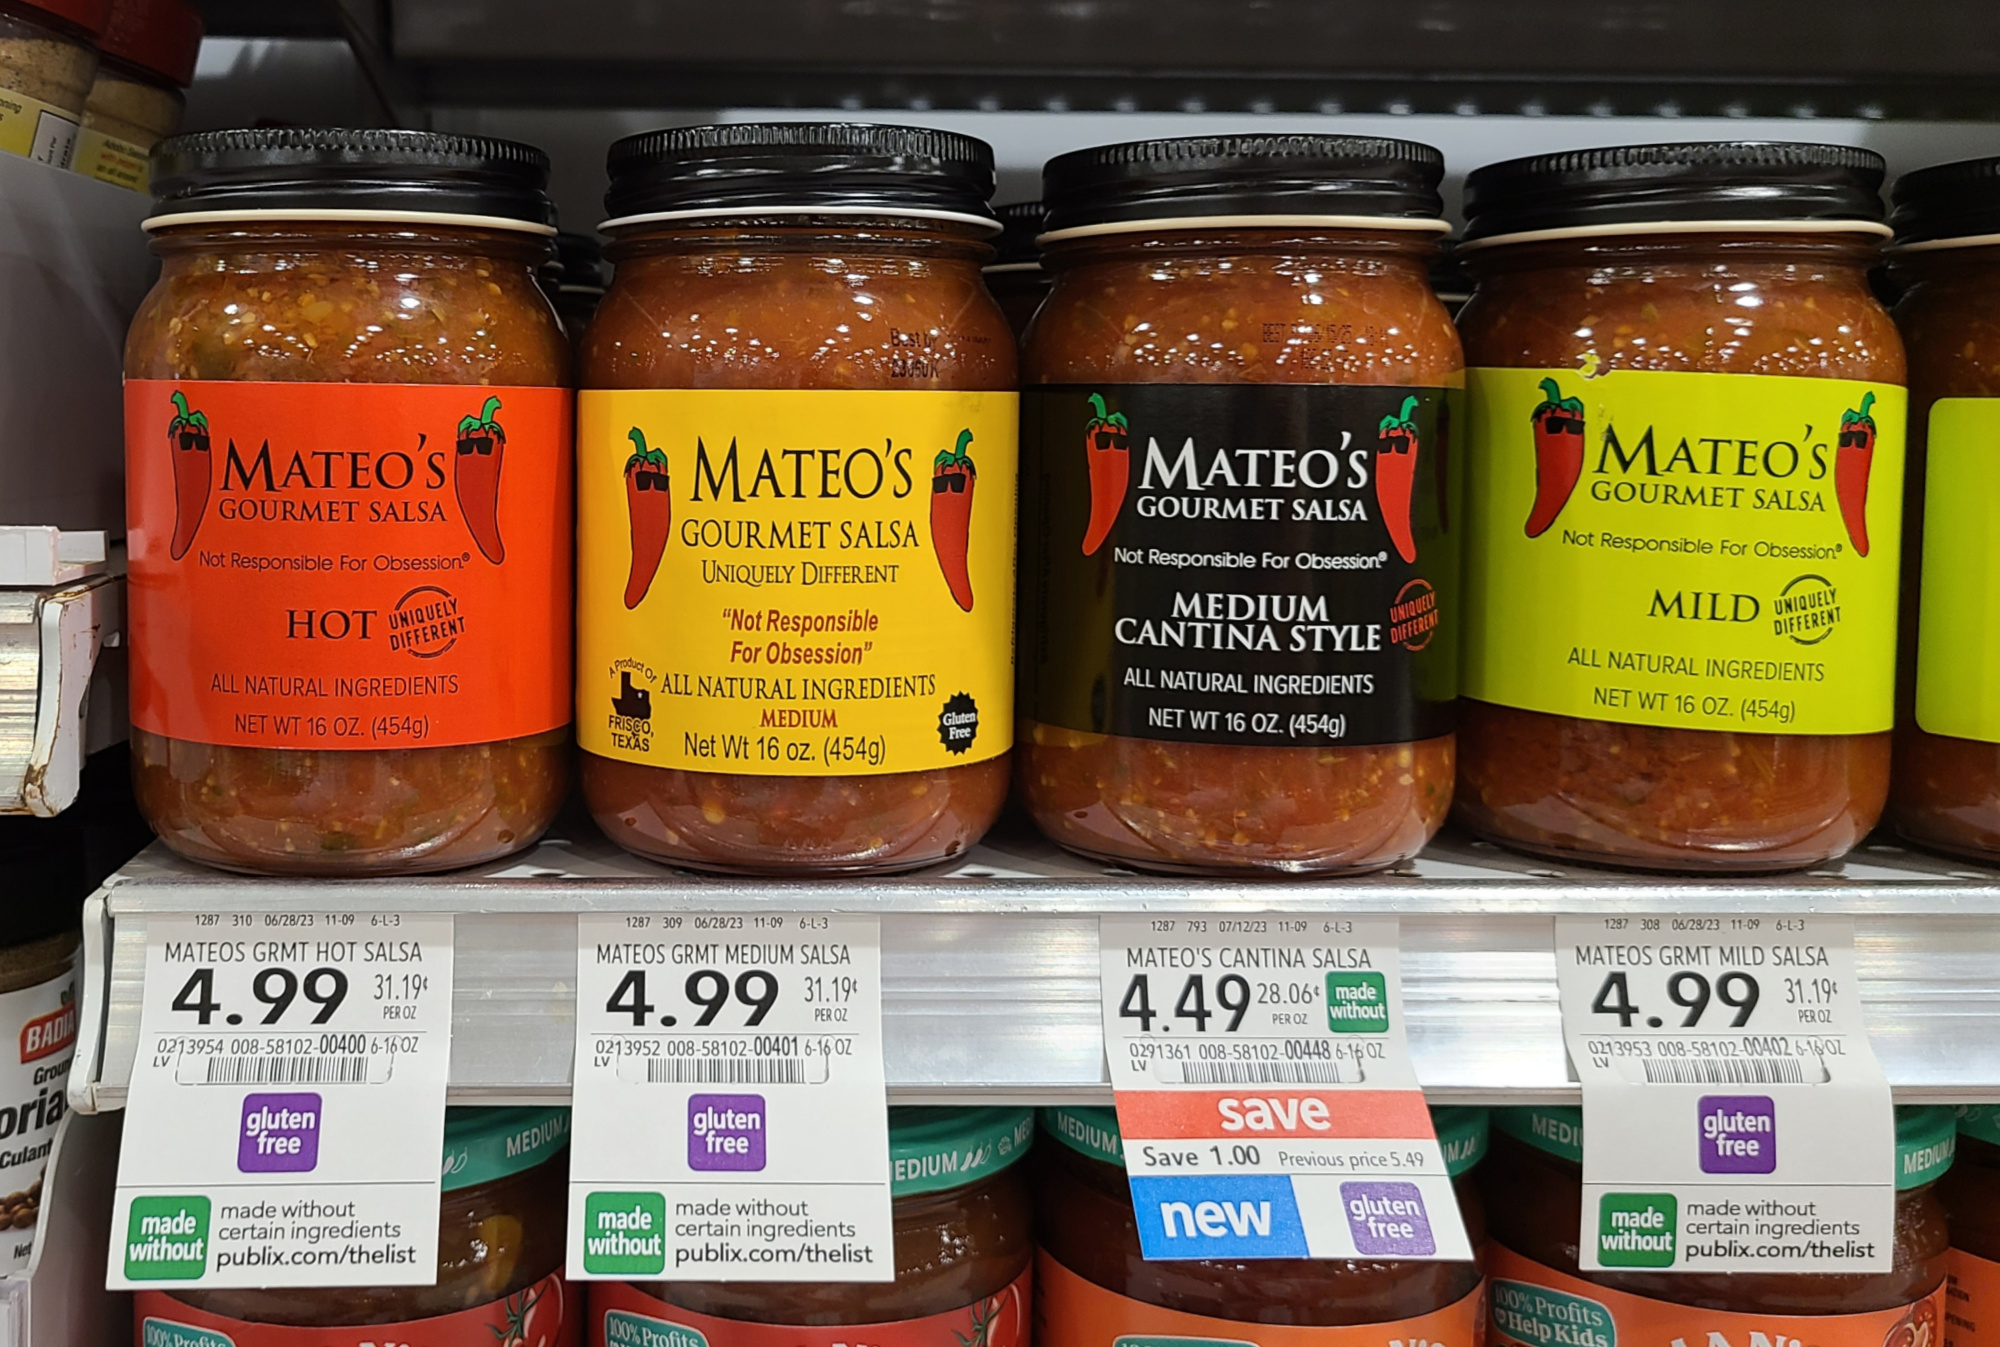 MATEO'S
GOURMET SALSA
Not Responsible For Obsession®
HOT
UNIQUELY
DIFFERENT
ALL NATURAL INGREDIENTS
NET WT 16 OZ. (454g)
Best by
MATEO'S
GOURMET SALSA
UNIQUELY DIFFERENT
"Not Responsible
For Obsession"
A Product Of
FRISCO,
TEXAS
ALL NATURAL INGREDIENTS
MEDIUM
Net Wt 16 oz. (454g)
Gluten
Free
MATEO'S
GOURMET SALSA
Not Responsible For Obsession®
MEDIUM
CANTINA STYLE
UNIQUELY
DIFFERENT
ALL NATURAL INGREDIENTS
NET WT 16 OZ. (454g)
MATEO'S
GOURMET SALSA
Not Responsible For Obsession®
MILD
UNIQUELY
DIFFERENT
ALL NATURAL INGREDIENTS
NET WT 16 OZ. (454g)
1287 310 06/28/23 11-09 6-L-3
MATEOS GRMT HOT SALSA
4.99
31.19¢
PER OZ
0213954 008-58102-00400 6-16 OZ
LV
gluten
free
made
without
made without
certain ingredients
publix.com/thelist
1287 309 06/28/23 11-09 6-L-3
MATEOS GRMT MEDIUM SALSA
4.99
31.19¢
PER OZ
0213952 008-58102-00401 6-16 OZ
LV
gluten
free
made
without
made without
certain ingredients
publix.com/thelist
1287 793 07/12/23 11-09 6-L-3
MATEO'S CANTINA SALSA
4.49
28.06¢
PER OZ
made
without
0291361 008-58102-00448 6-16 OZ
LV
save
Save 1.00 Previous price 5.49
new
gluten
free
1287 308 06/28/23 11-09 6-L-3
MATEOS GRMT MILD SALSA
4.99
31.19¢
PER OZ
0213953 008-58102-00402 6-16 OZ
LV
gluten
free
made
without
made without
certain ingredients
publix.com/thelist
BADIA
MEDIUM
MEDIUM
MEDIUM
MEDIUM
100% Profits
100% Profits
100% Profits
Help Kids